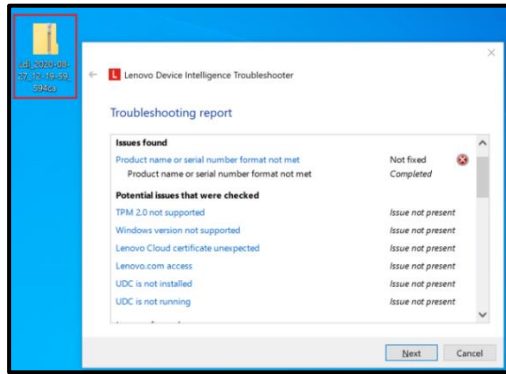 27_12-19-59_
Lenovo Device Intelligence Troubleshooter
Troubleshooting report
Issues found
Product name or serial number format not met Not fixed
Product name or serial number format not met Completed
Potential issues that were checked
TPM 2.0 not supported Issue not present
Windows version not supported Issue not present
Lenovo Cloud certificate unexpected Issue not present
Lenovo.com access Issue not present
UDC is not installed Issue not present
UDC is not running Issue not present
Next Cancel